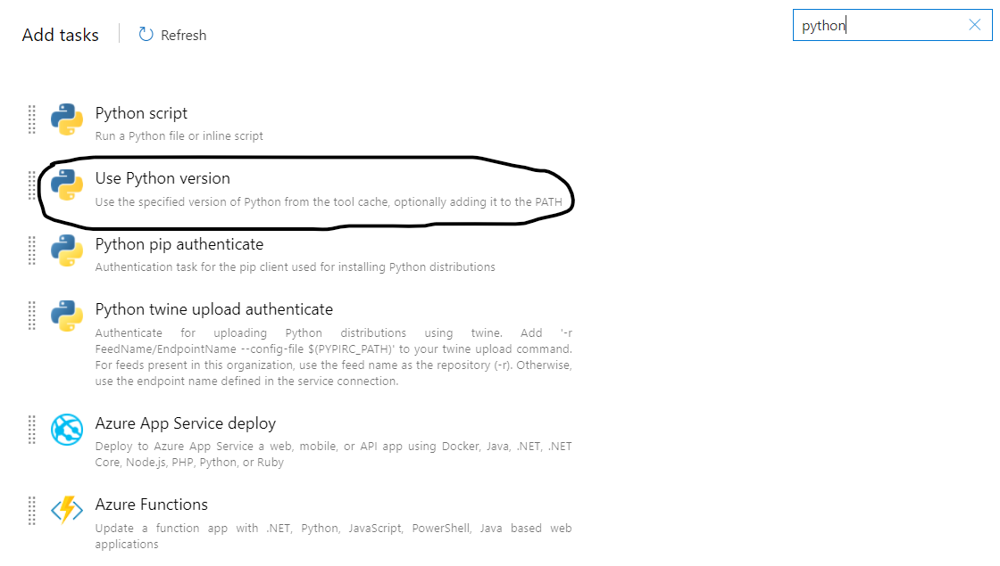 Add tasks
Refresh
python
Python script
Run a Python file or inline script
Use Python version
Use the specified version of Python from the tool cache, optionally adding it to the PATH
Python pip authenticate
Authentication task for the pip client used for installing Python distributions
Python twine upload authenticate
Authenticate for uploading Python distributions using twine. Add '-r
FeedName/EndpointName --config-file $(PYPIRC_PATH)' to your twine upload command.
For feeds present in this organization, use the feed name as the repository (-r). Otherwise,
use the endpoint name defined in the service connection.
Azure App Service deploy
Deploy to Azure App Service a web, mobile, or API app using Docker, Java, .NET, .NET
Core, Node.js, PHP, Python, or Ruby
Azure Functions
Update a function app with .NET, Python, JavaScript, PowerShell, Java based web
applications